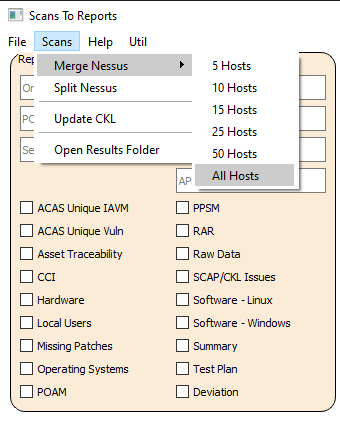 Scans To Reports
File Scans Help Util
Rep
Merge Nessus
Split Nessus
Update CKL
Open Results Folder
5 Hosts
10 Hosts
15 Hosts
25 Hosts
50 Hosts
All Hosts
Or
PO
Se
AP
ACAS Unique IAVM
PPSM
ACAS Unique Vuln
RAR
Asset Traceability
Raw Data
CCI
SCAP/CKL Issues
Hardware
Software - Linux
Local Users
Software - Windows
Missing Patches
Summary
Operating Systems
Test Plan
POAM
Deviation